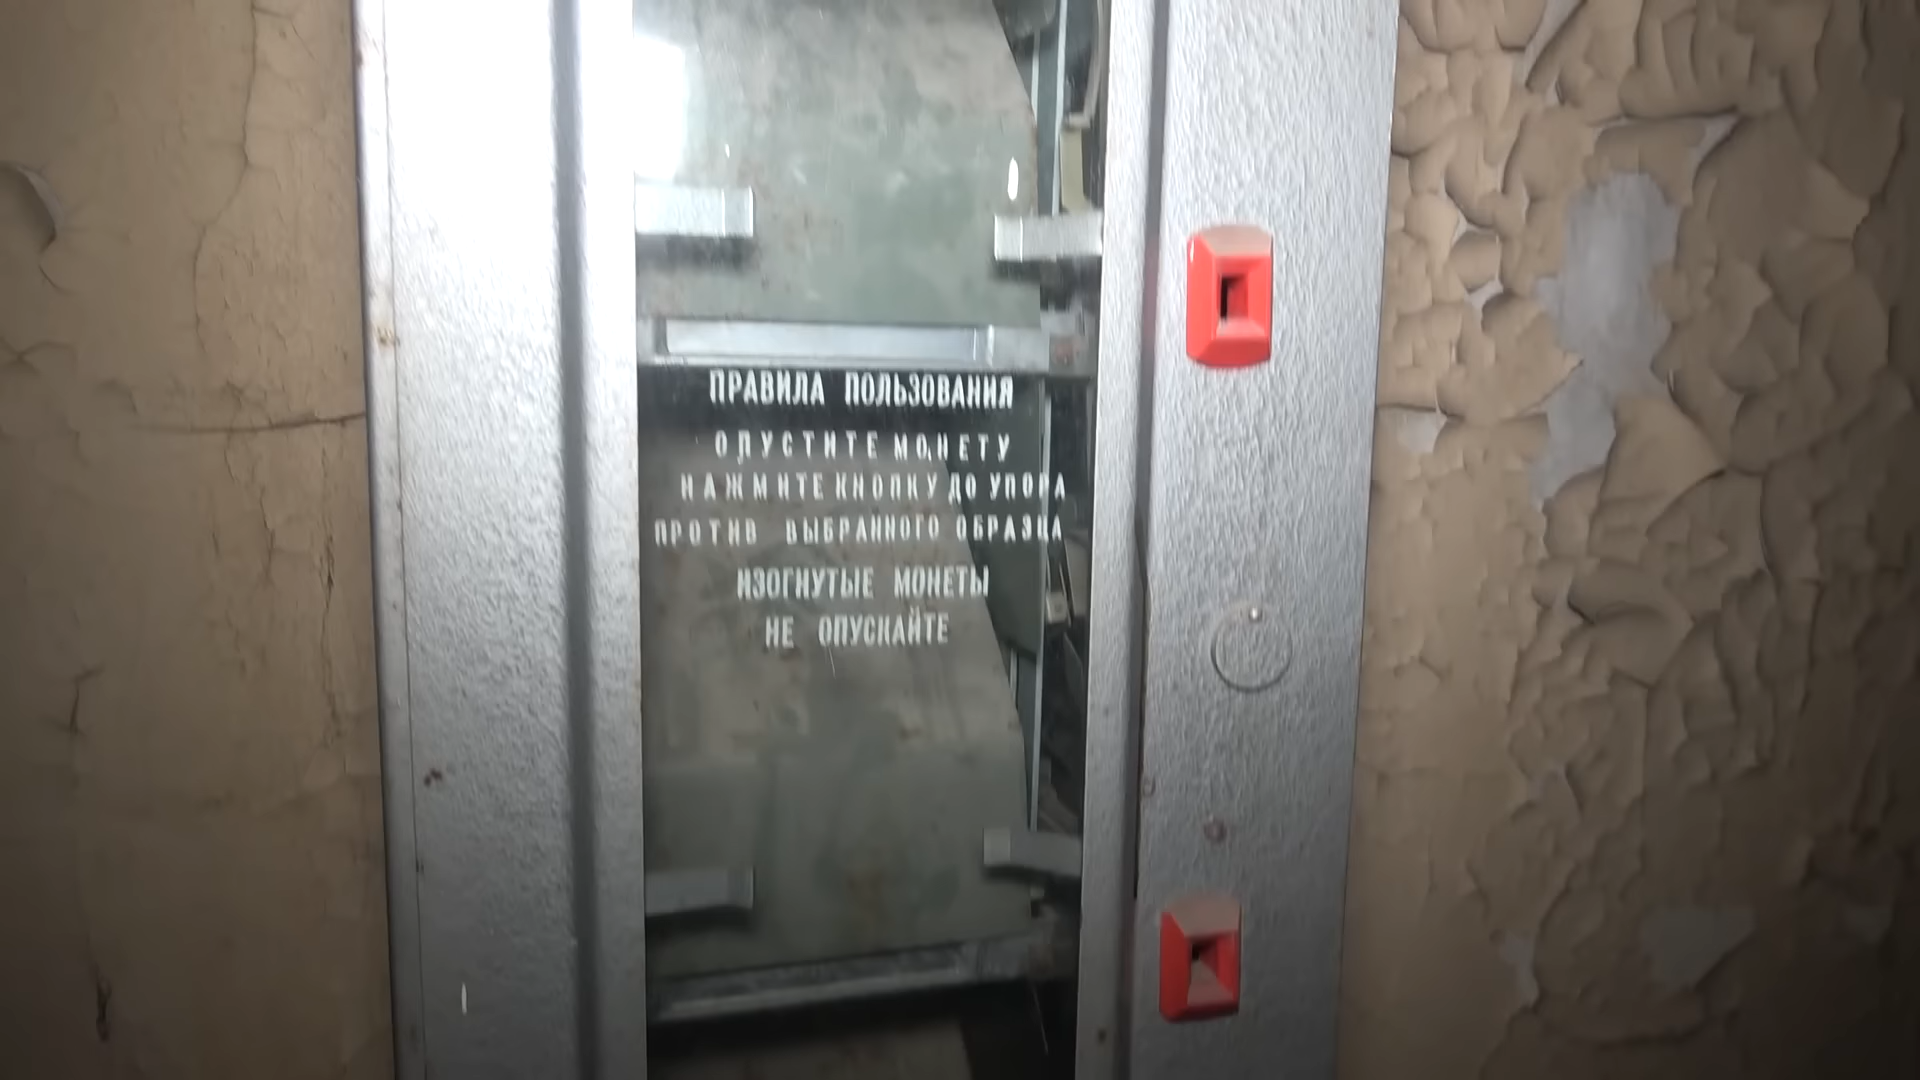 ПРАВИЛА ПОЛЬЗОВАНИЯ
ОПУСТИТЕ МОНЕТУ
НАЖМИТЕ КНОПКУ ДО УПОРА
ПРОТИВ ВЫБРАННОГО ОБРАЗЦА
ИЗОГНУТЫЕ МОНЕТЫ
НЕ ОПУСКАЙТЕ